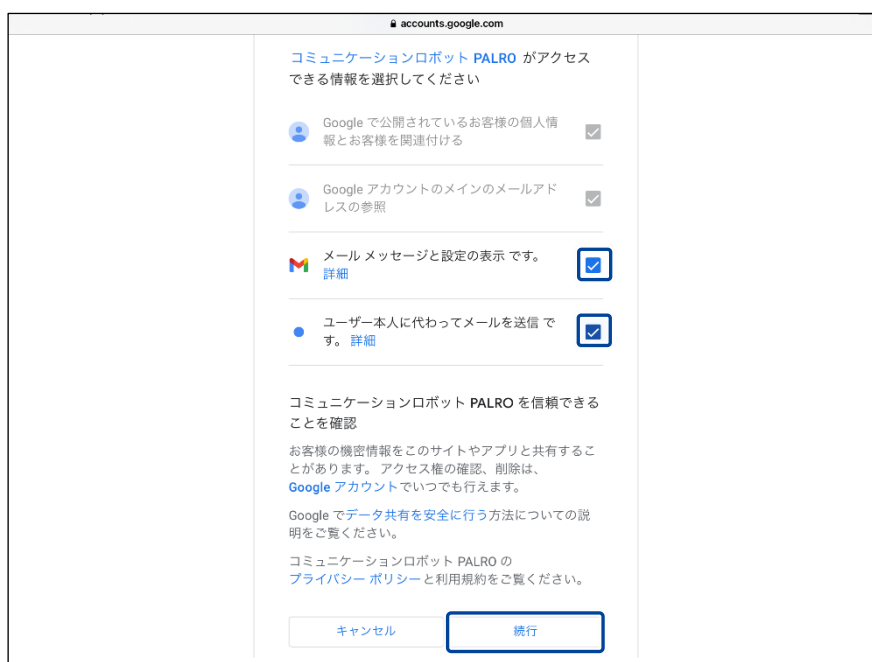 accounts.google.com
コミュニケーションロボット PALRO がアクセス
できる情報を選択してください
Google で公開されているお客様の個人情
報とお客様を関連付ける
Google アカウントのメインのメールアド
レスの参照
メール メッセージと設定の表示 です。
詳細
ユーザー本人に代わってメールを送信 で
す。 詳細
コミュニケーションロボット PALRO を信頼できる
ことを確認
お客様の機密情報をこのサイトやアプリと共有するこ
とがあります。 アクセス権の確認、削除は、
Google アカウントでいつでも行えます。
Google でデータ共有を安全に行う方法についての説
明をご覧ください。
コミュニケーションロボット PALRO の
プライバシー ポリシーと利用規約をご覧ください。
キャンセル
続行